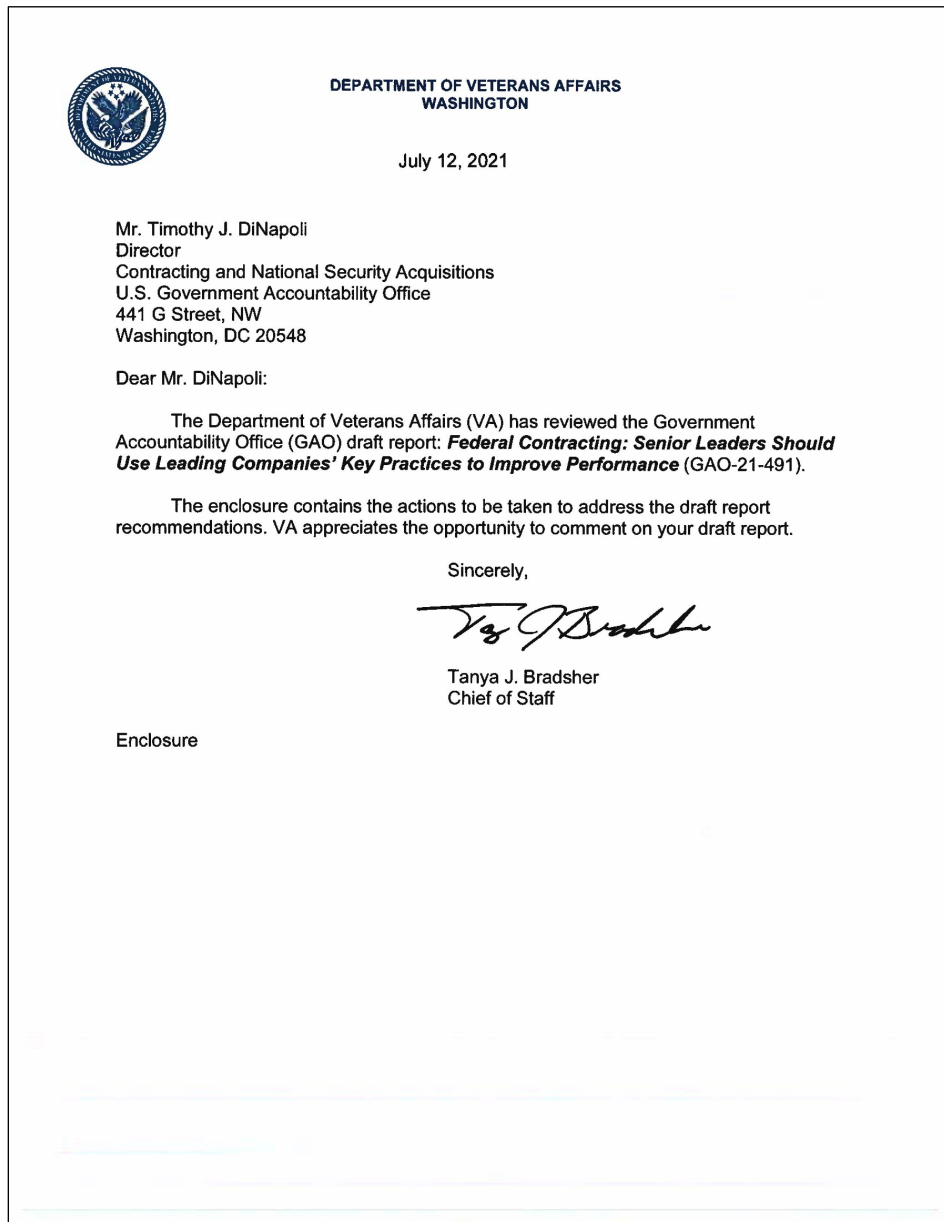 DEPARTMENT OF VETERANS AFFAIRS
WASHINGTON
July 12, 2021
Mr. Timothy J. DiNapoli
Director
Contracting and National Security Acquisitions
U.S. Government Accountability Office
441 G Street, NW
Washington, DC 20548
Dear Mr. DiNapoli:
The Department of Veterans Affairs (VA) has reviewed the Government
Accountability Office (GAO) draft report: Federal Contracting: Senior Leaders Should
Use Leading Companies' Key Practices to Improve Performance (GAO-21-491).
The enclosure contains the actions to be taken to address the draft report
recommendations. VA appreciates the opportunity to comment on your draft report.
Sincerely,
Tanya J. Bradsher
Chief of Staff
Enclosure